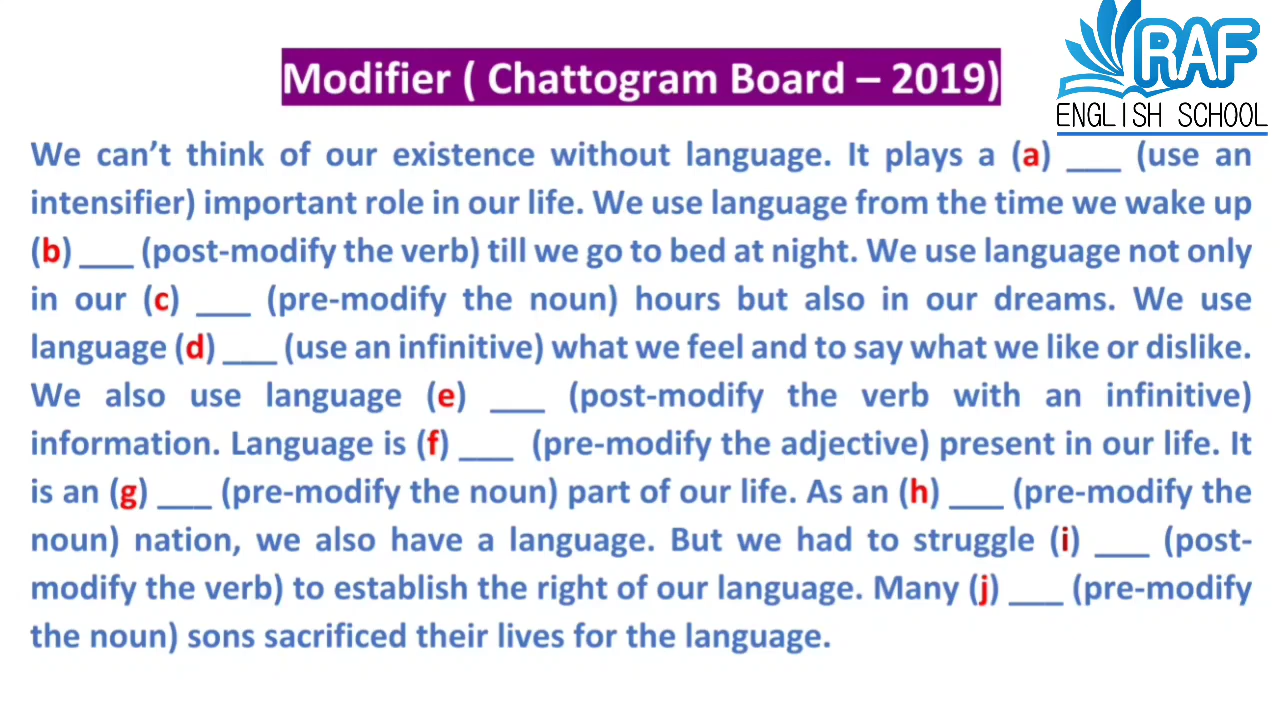 RAF
ENGLISH SCHOOL
Modifier ( Chattogram Board – 2019)
We can’t think of our existence without language. It plays a (a) ___ (use an
intensifier) important role in our life. We use language from the time we wake up
(b) ___ (post-modify the verb) till we go to bed at night. We use language not only
in our (c) ___ (pre-modify the noun) hours but also in our dreams. We use
language (d) ___ (use an infinitive) what we feel and to say what we like or dislike.
We also use language (e) ___ (post-modify the verb with an infinitive)
information. Language is (f) ___ (pre-modify the adjective) present in our life. It
is an (g) ___ (pre-modify the noun) part of our life. As an (h) ___ (pre-modify the
noun) nation, we also have a language. But we had to struggle (i) ___ (post-
modify the verb) to establish the right of our language. Many (j) ___ (pre-modify
the noun) sons sacrificed their lives for the language.